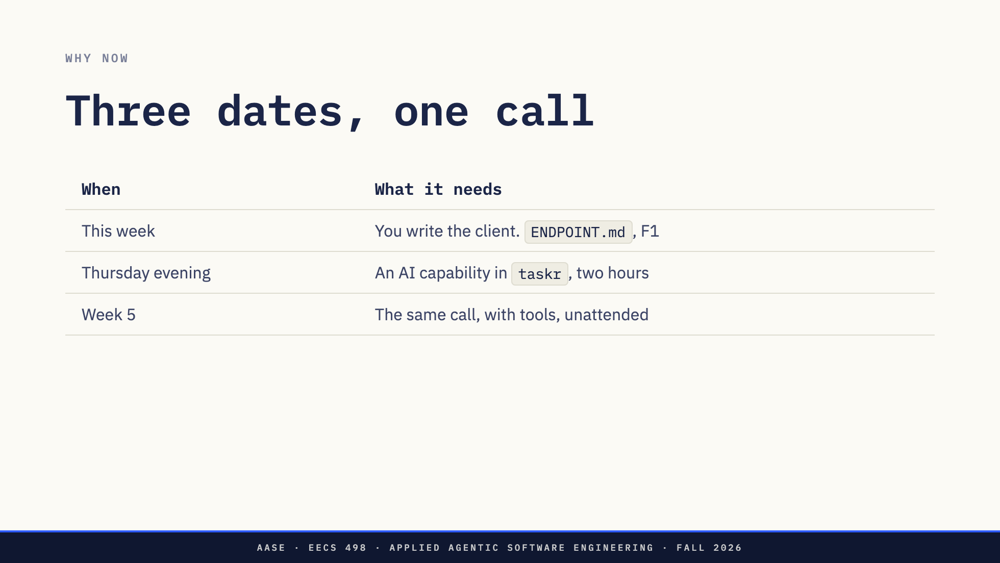 WHY NOW
Three dates, one call
When What it needs
This week You write the client. ENDPOINT.md, F1
Thursday evening An AI capability in taskr, two hours
Week 5 The same call, with tools, unattended
AASE · EECS 498 · APPLIED AGENTIC SOFTWARE ENGINEERING · FALL 2026